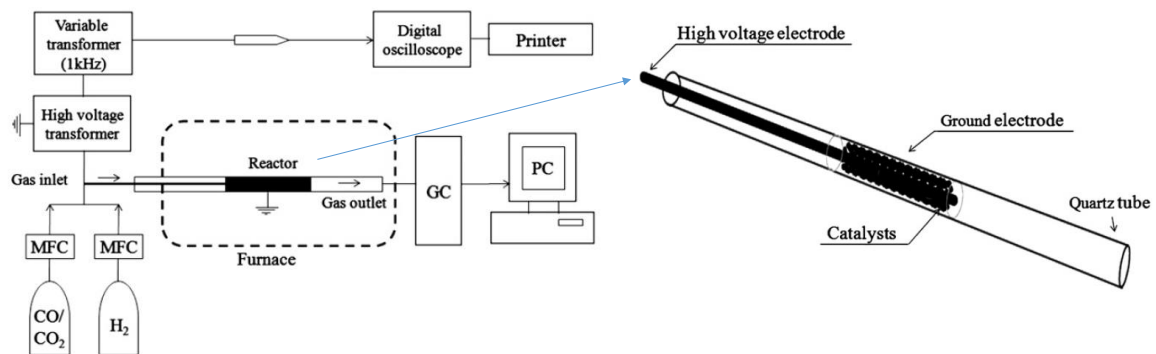 Variable
transformer
(1kHz)
Digital
oscilloscope
Printer
High voltage
transformer
Gas inlet
Reactor
Gas outlet
Furnace
GC
PC
MFC
MFC
CO/
CO₂
H₂
High voltage electrode
Ground electrode
Quartz tube
Catalysts